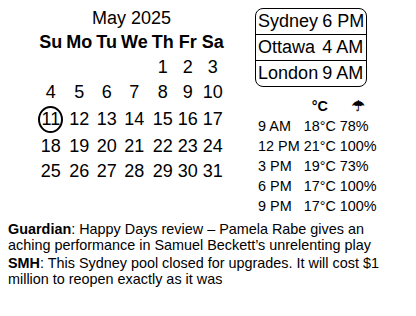 May 2025
Su Mo Tu We Th Fr Sa
1 2 3
4 5 6 7 8 9 10
11 12 13 14 15 16 17
18 19 20 21 22 23 24
25 26 27 28 29 30 31
Sydney 6 PM
Ottawa 4 AM
London 9 AM
°C ☂
9 AM 18°C 78%
12 PM 21°C 100%
3 PM 19°C 73%
6 PM 17°C 100%
9 PM 17°C 100%
Guardian: Happy Days review – Pamela Rabe gives an
aching performance in Samuel Beckett’s unrelenting play
SMH: This Sydney pool closed for upgrades. It will cost $1
million to reopen exactly as it was